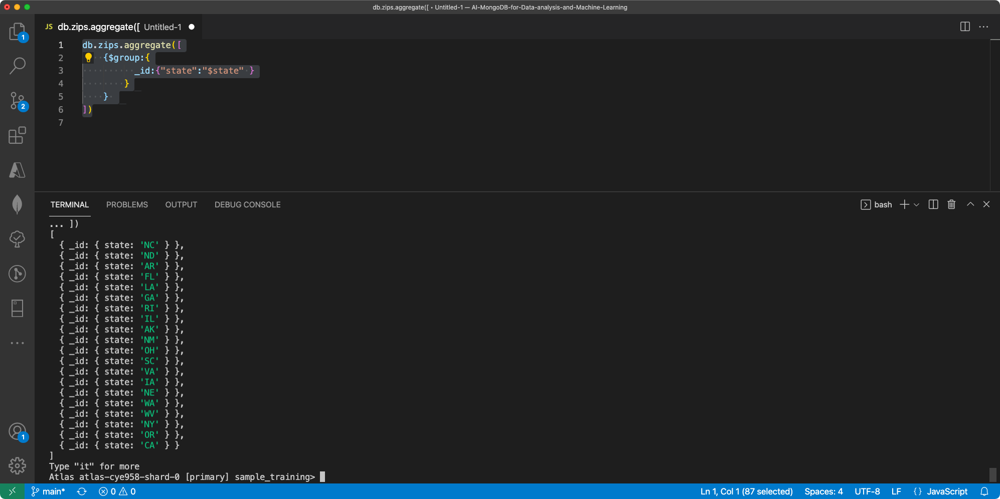 db.zips.aggregate([ • Untitled-1 — AI-MongoDB-for-Data-analysis-and-Machine-Learning
JS db.zips.aggregate([ Untitled-1
1
2
2
1
1 db.zips.aggregate([
2 {$group:{
3 _id:{"state":"$state" }
4 }
5 }
6 ])
7
TERMINAL PROBLEMS OUTPUT DEBUG CONSOLE bash
... ])
[
{ _id: { state: 'NC' } },
{ _id: { state: 'ND' } },
{ _id: { state: 'AR' } },
{ _id: { state: 'FL' } },
{ _id: { state: 'LA' } },
{ _id: { state: 'GA' } },
{ _id: { state: 'RI' } },
{ _id: { state: 'IL' } },
{ _id: { state: 'AK' } },
{ _id: { state: 'NM' } },
{ _id: { state: 'OH' } },
{ _id: { state: 'SC' } },
{ _id: { state: 'VA' } },
{ _id: { state: 'IA' } },
{ _id: { state: 'NE' } },
{ _id: { state: 'WA' } },
{ _id: { state: 'WV' } },
{ _id: { state: 'NY' } },
{ _id: { state: 'OR' } },
{ _id: { state: 'CA' } }
]
Type "it" for more
Atlas atlas-cye958-shard-0 [primary] sample_training>
main* 0 0 Ln 1, Col 1 (87 selected) Spaces: 4 UTF-8 LF {} JavaScript